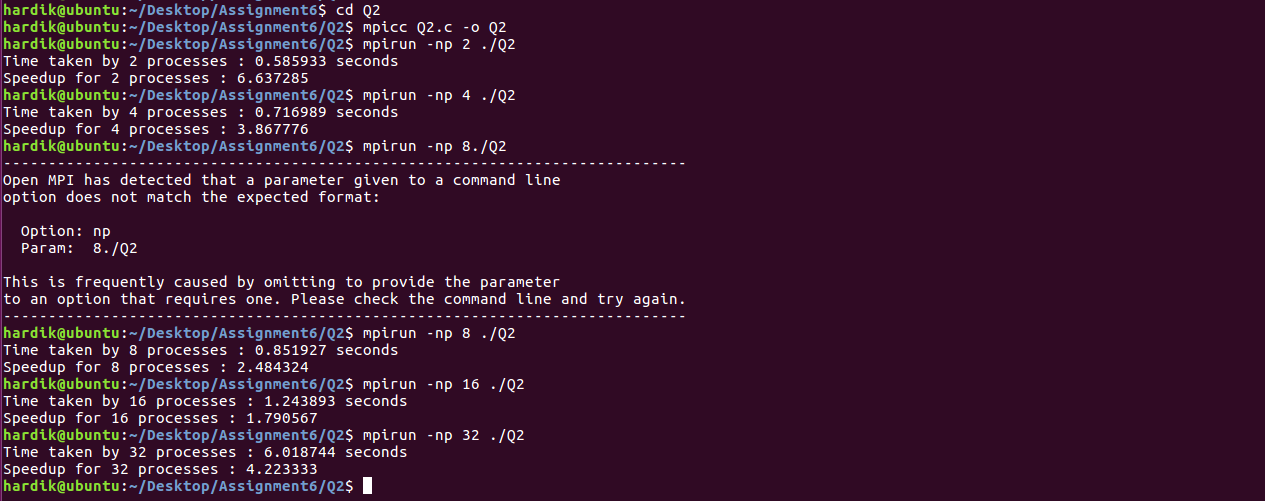 hardik@ubuntu:~/Desktop/Assignment6$ cd Q2
hardik@ubuntu:~/Desktop/Assignment6/Q2$ mpicc Q2.c -o Q2
hardik@ubuntu:~/Desktop/Assignment6/Q2$ mpirun -np 2 ./Q2
Time taken by 2 processes : 0.585933 seconds
Speedup for 2 processes : 6.637285
hardik@ubuntu:~/Desktop/Assignment6/Q2$ mpirun -np 4 ./Q2
Time taken by 4 processes : 0.716989 seconds
Speedup for 4 processes : 3.867776
hardik@ubuntu:~/Desktop/Assignment6/Q2$ mpirun -np 8./Q2
--------------------------------------------------------------------------
Open MPI has detected that a parameter given to a command line
option does not match the expected format:

  Option: np
  Param:  8./Q2

This is frequently caused by omitting to provide the parameter
to an option that requires one. Please check the command line and try again.
--------------------------------------------------------------------------
hardik@ubuntu:~/Desktop/Assignment6/Q2$ mpirun -np 8 ./Q2
Time taken by 8 processes : 0.851927 seconds
Speedup for 8 processes : 2.484324
hardik@ubuntu:~/Desktop/Assignment6/Q2$ mpirun -np 16 ./Q2
Time taken by 16 processes : 1.243893 seconds
Speedup for 16 processes : 1.790567
hardik@ubuntu:~/Desktop/Assignment6/Q2$ mpirun -np 32 ./Q2
Time taken by 32 processes : 6.018744 seconds
Speedup for 32 processes : 4.223333
hardik@ubuntu:~/Desktop/Assignment6/Q2$